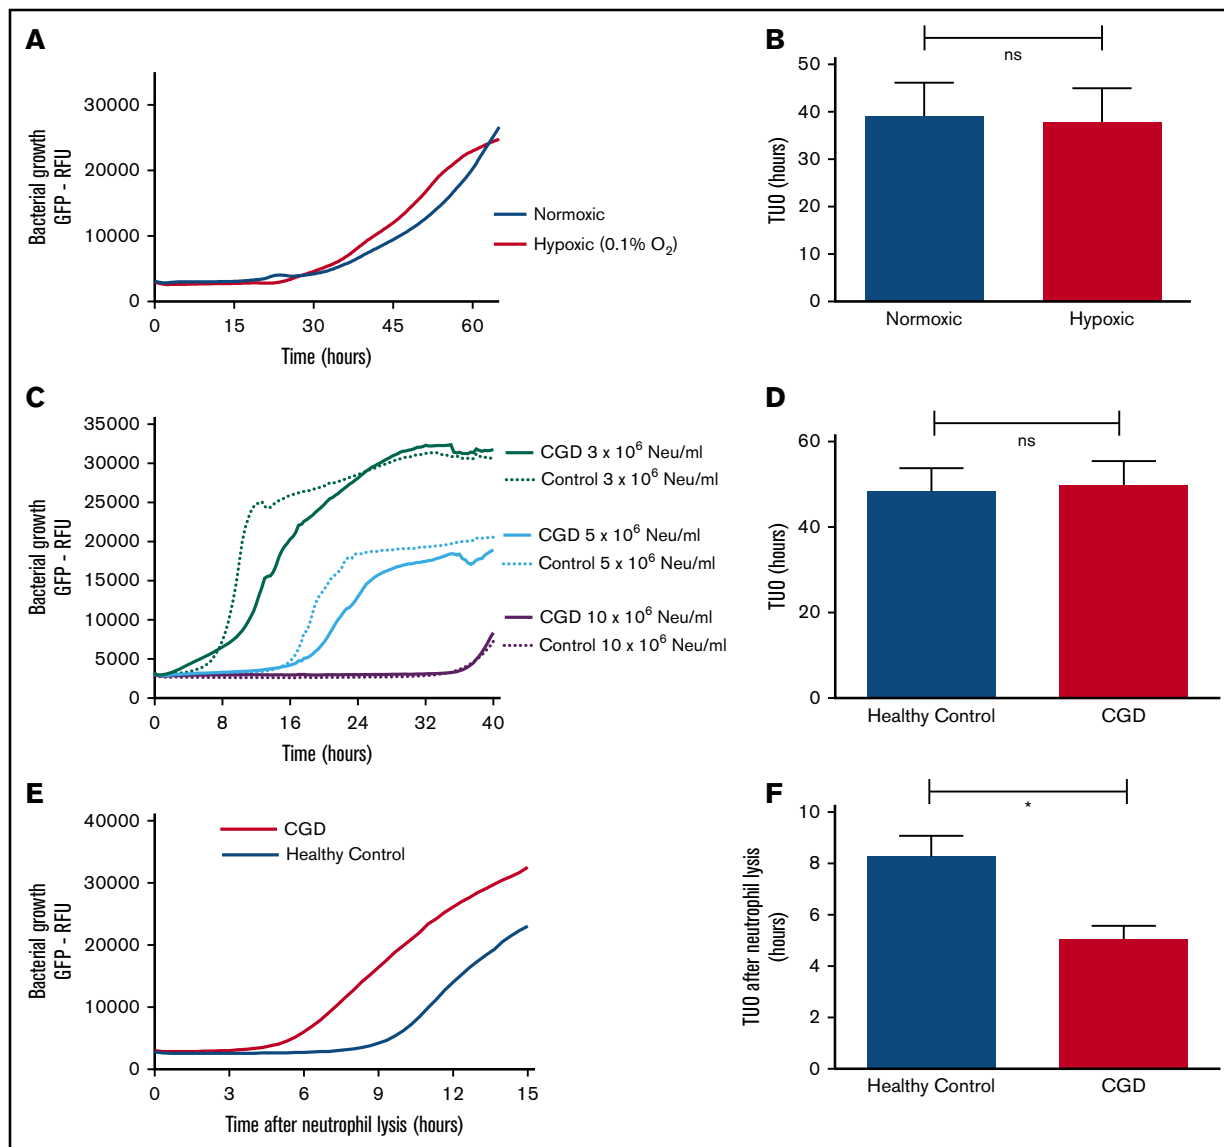 A
Bacterial growth
GFP - RFU
30000
20000
10000
0
0 15 30 45 60
Time (hours)
Normoxic
Hypoxic (0.1% O₂)
B
ns
TUO (hours)
50
40
30
20
10
0
Normoxic Hypoxic
C
Bacterial growth
GFP - RFU
35000
30000
25000
20000
15000
10000
5000
0
0 8 16 24 32 40
Time (hours)
CGD 3 x 10⁶ Neu/ml
Control 3 x 10⁶ Neu/ml
CGD 5 x 10⁶ Neu/ml
Control 5 x 10⁶ Neu/ml
CGD 10 x 10⁶ Neu/ml
Control 10 x 10⁶ Neu/ml
D
ns
TUO (hours)
60
40
20
0
Healthy Control CGD
E
Bacterial growth
GFP - RFU
40000
30000
20000
10000
0
0 3 6 9 12 15
Time after neutrophil lysis (hours)
CGD
Healthy Control
F
*
TUO after neutrophil lysis
(hours)
10
8
6
4
2
0
Healthy Control CGD